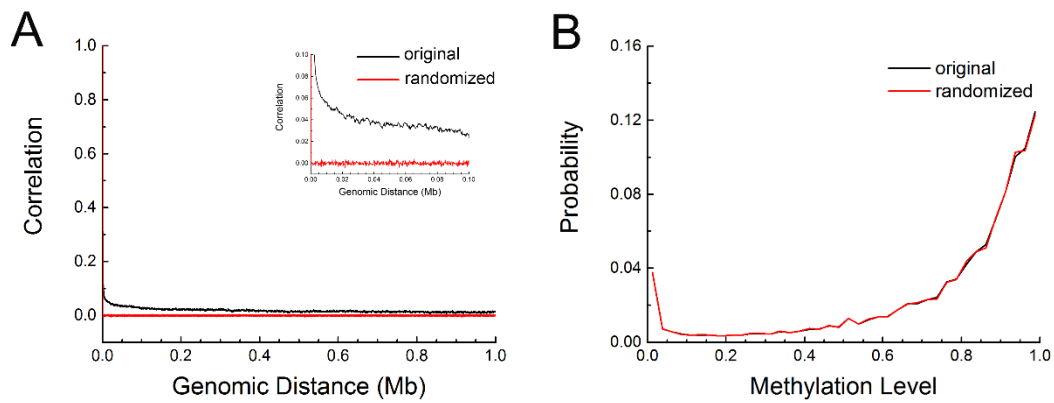 A
Correlation
1.0
0.8
0.6
0.4
0.2
0.0
0.0
0.2
0.4
0.6
0.8
1.0
Genomic Distance (Mb)
original
randomized
Correlation
0.10
0.08
0.06
0.04
0.02
0.00
0.00
0.02
0.04
0.06
0.08
0.10
Genomic Distance (Mb)
B
Probability
0.16
0.12
0.08
0.04
0.00
0.0
0.2
0.4
0.6
0.8
1.0
Methylation Level
original
randomized